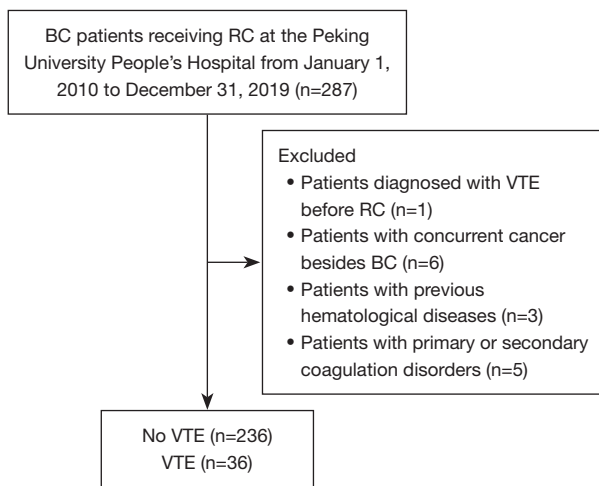 BC patients receiving RC at the Peking
University People's Hospital from January 1,
2010 to December 31, 2019 (n=287)
Excluded
• Patients diagnosed with VTE
before RC (n=1)
• Patients with concurrent cancer
besides BC (n=6)
• Patients with previous
hematological diseases (n=3)
• Patients with primary or secondary
coagulation disorders (n=5)
No VTE (n=236)
VTE (n=36)